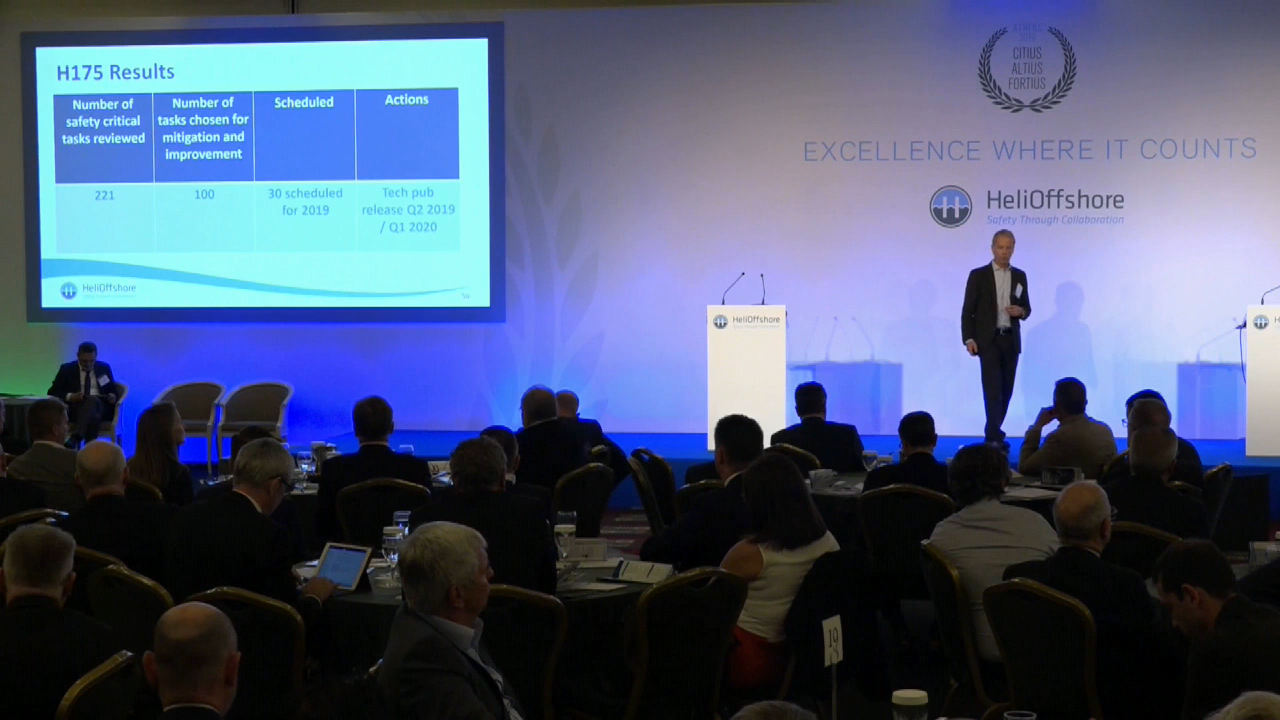 H175 Results
Number of
safety critical
tasks reviewed
Number of
tasks chosen for
mitigation and
improvement
Scheduled
Actions
221
100
30 scheduled
for 2019
Tech pub
release Q2 2019
/ Q1 2020
HeliOffshore
CITIUS
ALTIUS
FORTIUS
EXCELLENCE WHERE IT COUNTS
HeliOffshore
Safety Through Collaboration
HeliOffshore
19